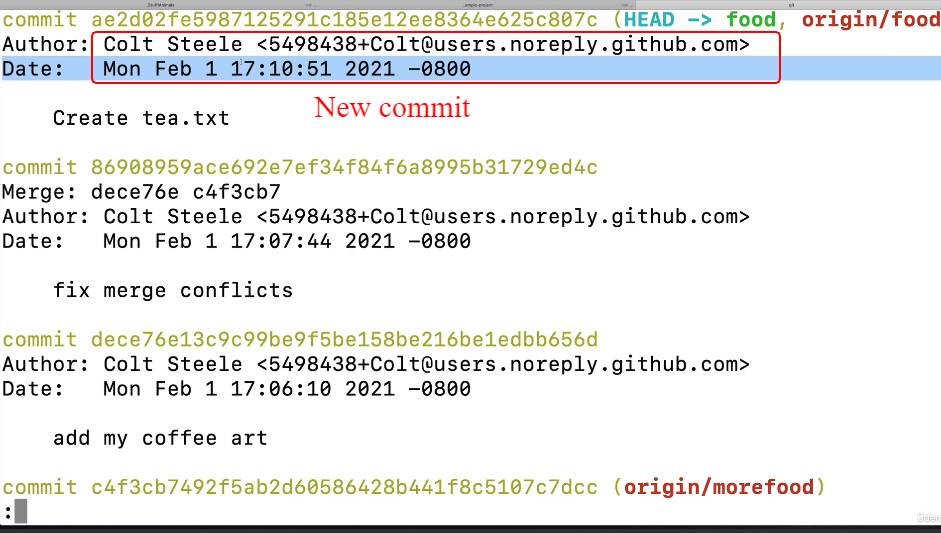 commit ae2d02fe5987125291c185e12ee8364e625c807c (HEAD -> food, origin/food
Author: Colt Steele <5498438+Colt@users.noreply.github.com>
Date:   Mon Feb 1 17:10:51 2021 -0800
New commit
Create tea.txt
commit 86908959ace692e7ef34f84f6a8995b31729ed4c
Merge: dece76e c4f3cb7
Author: Colt Steele <5498438+Colt@users.noreply.github.com>
Date:   Mon Feb 1 17:07:44 2021 -0800
fix merge conflicts
commit dece76e13c9c99be9f5be158be216be1edbb656d
Author: Colt Steele <5498438+Colt@users.noreply.github.com>
Date:   Mon Feb 1 17:06:10 2021 -0800
add my coffee art
commit c4f3cb7492f5ab2d60586428b441f8c5107c7dcc (origin/morefood)
: